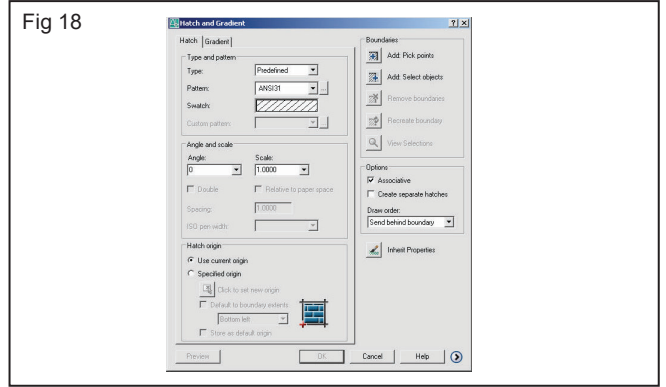 Fig 18
Hatch and Gradient
Hatch Gradient
Type and pattern
Type: Predefined
Pattern: ANSI31 ...
Swatch:
Custom pattern: ...
Angle and scale
Angle: Scale:
0 1.0000
Double Relative to paper space
Spacing: 1.0000
ISO pen width:
Hatch origin
Use current origin
Specified origin
Click to set new origin
Default to boundary extents
Bottom left
Store as default origin
Preview
Boundaries
Add: Pick points
Add: Select objects
Remove boundaries
Recreate boundary
View Selections
Options
Associative
Create separate hatches
Draw order:
Send behind boundary
Inherit Properties
OK Cancel Help